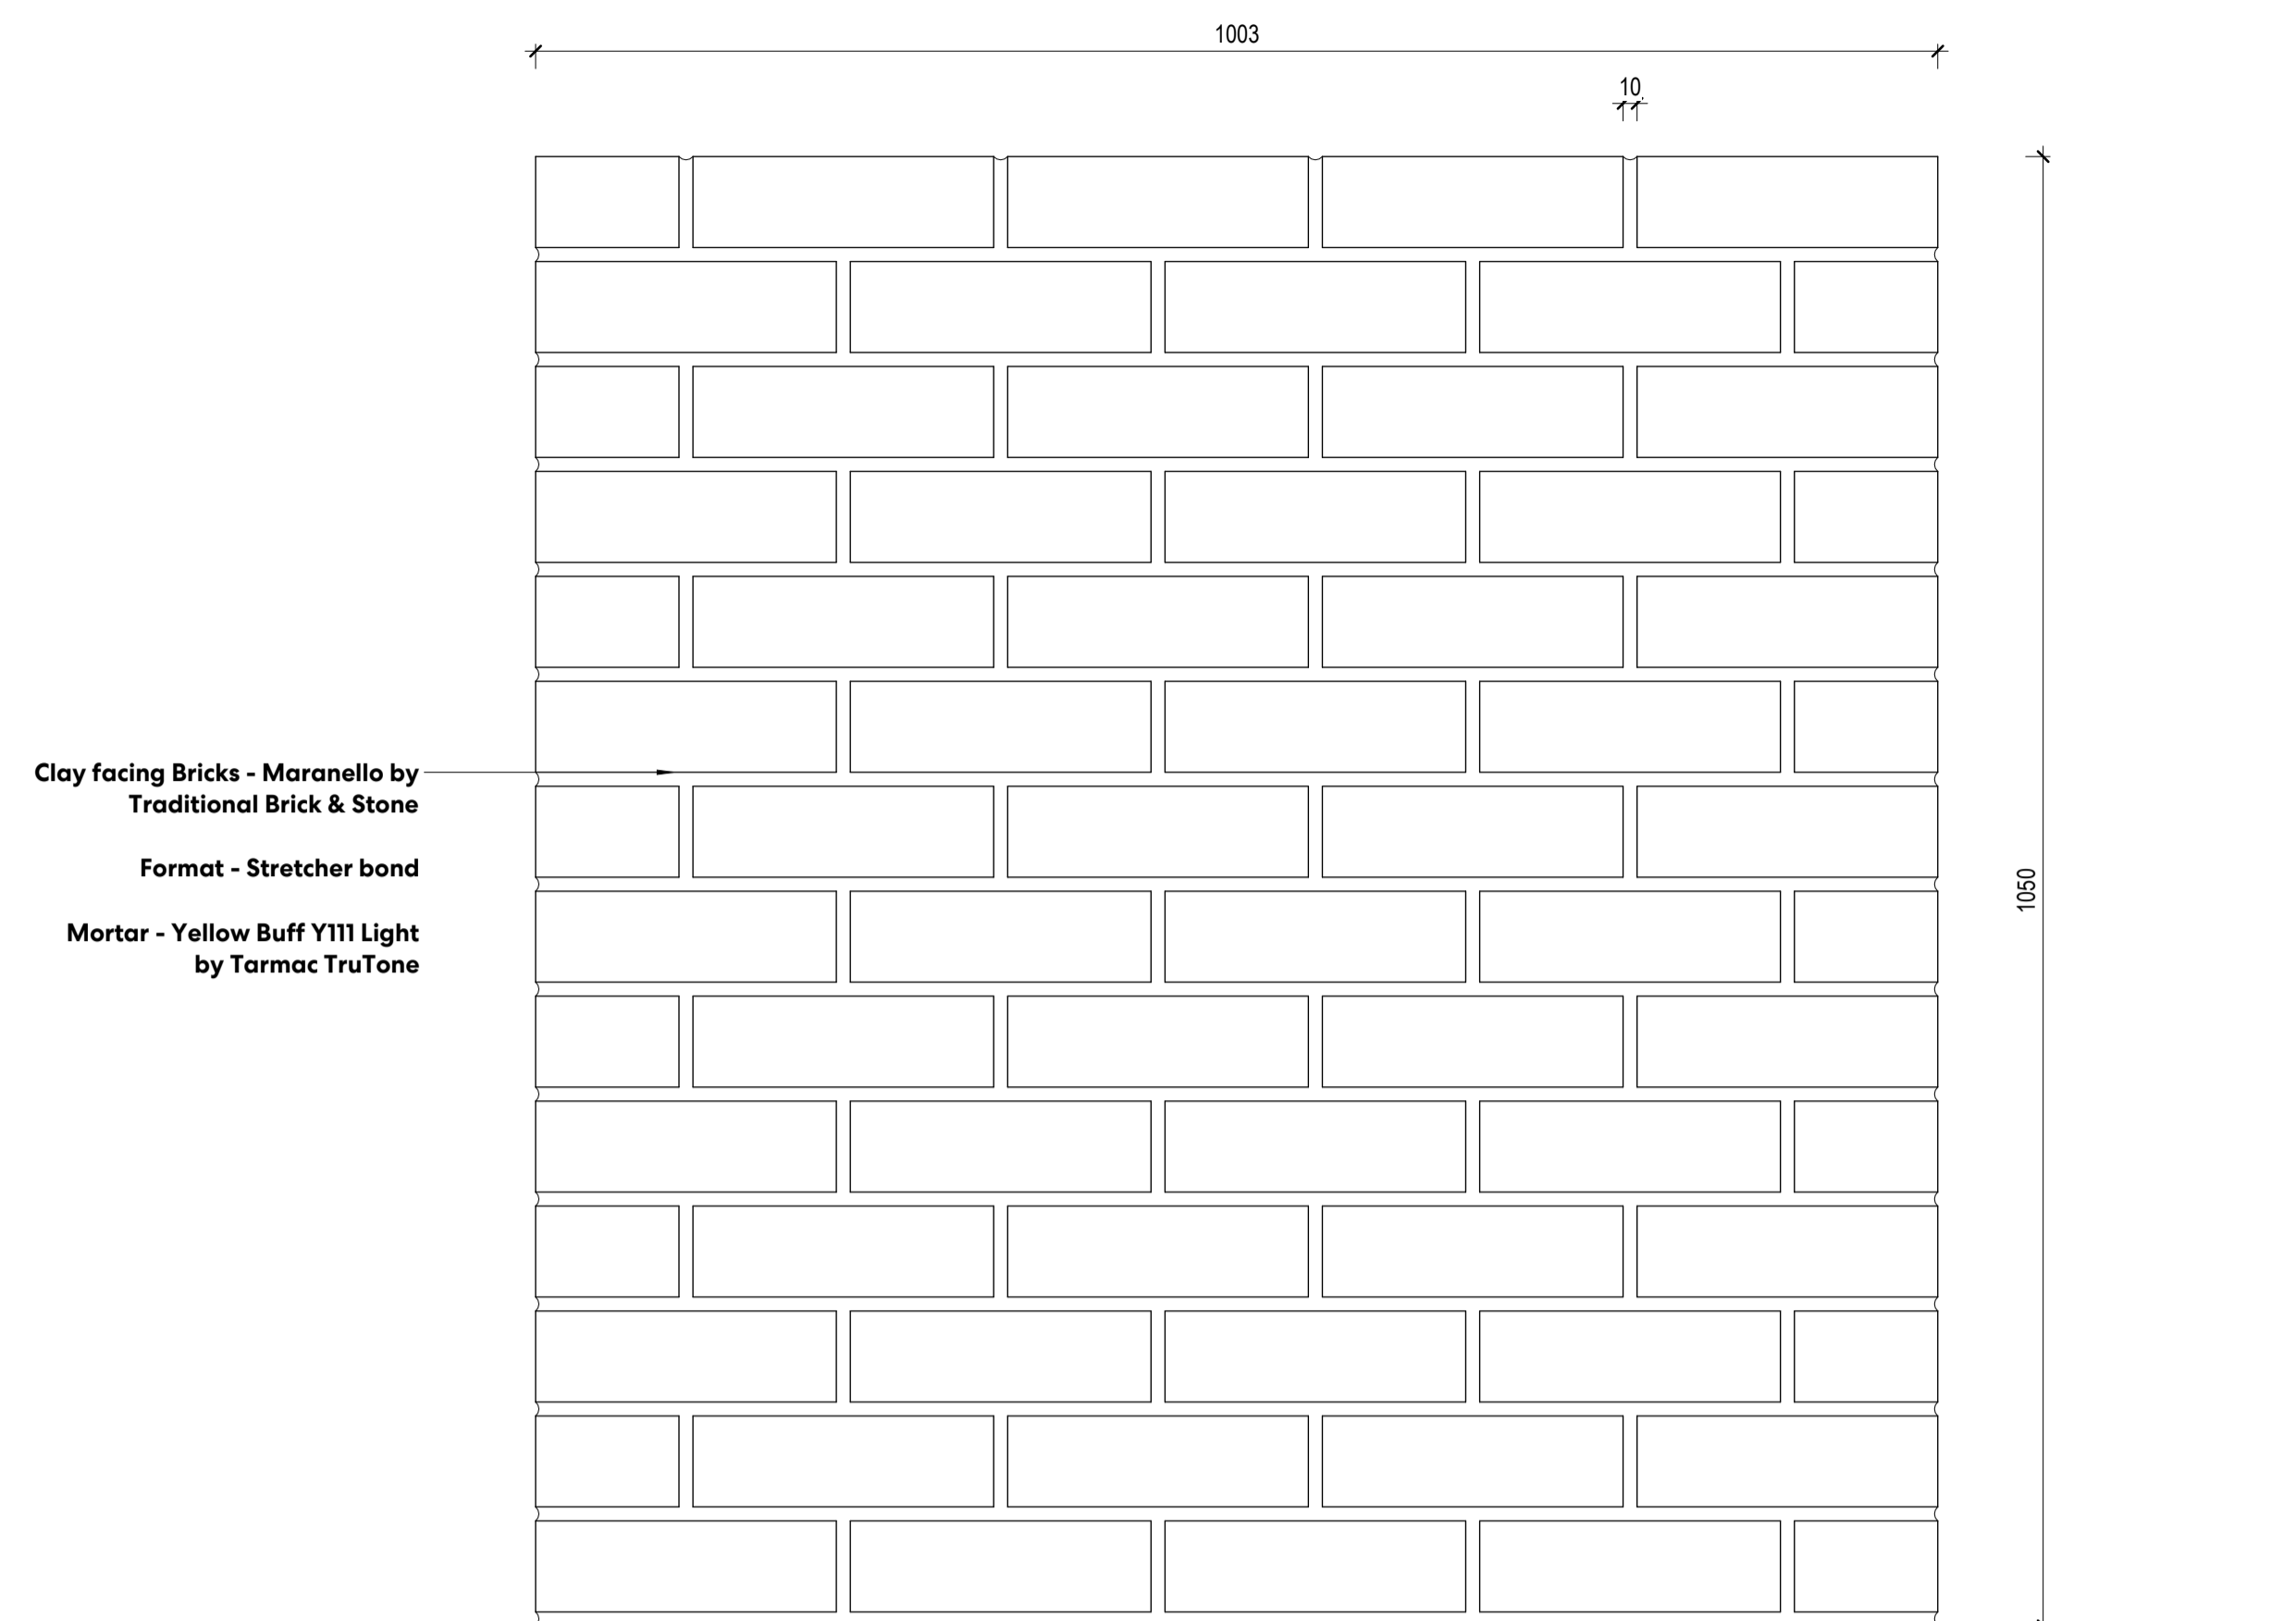 1003
10
Clay facing Bricks - Maranello by
Traditional Brick & Stone
Format - Stretcher bond
Mortar - Yellow Buff Y111 Light
by Tarmac TruTone
1050